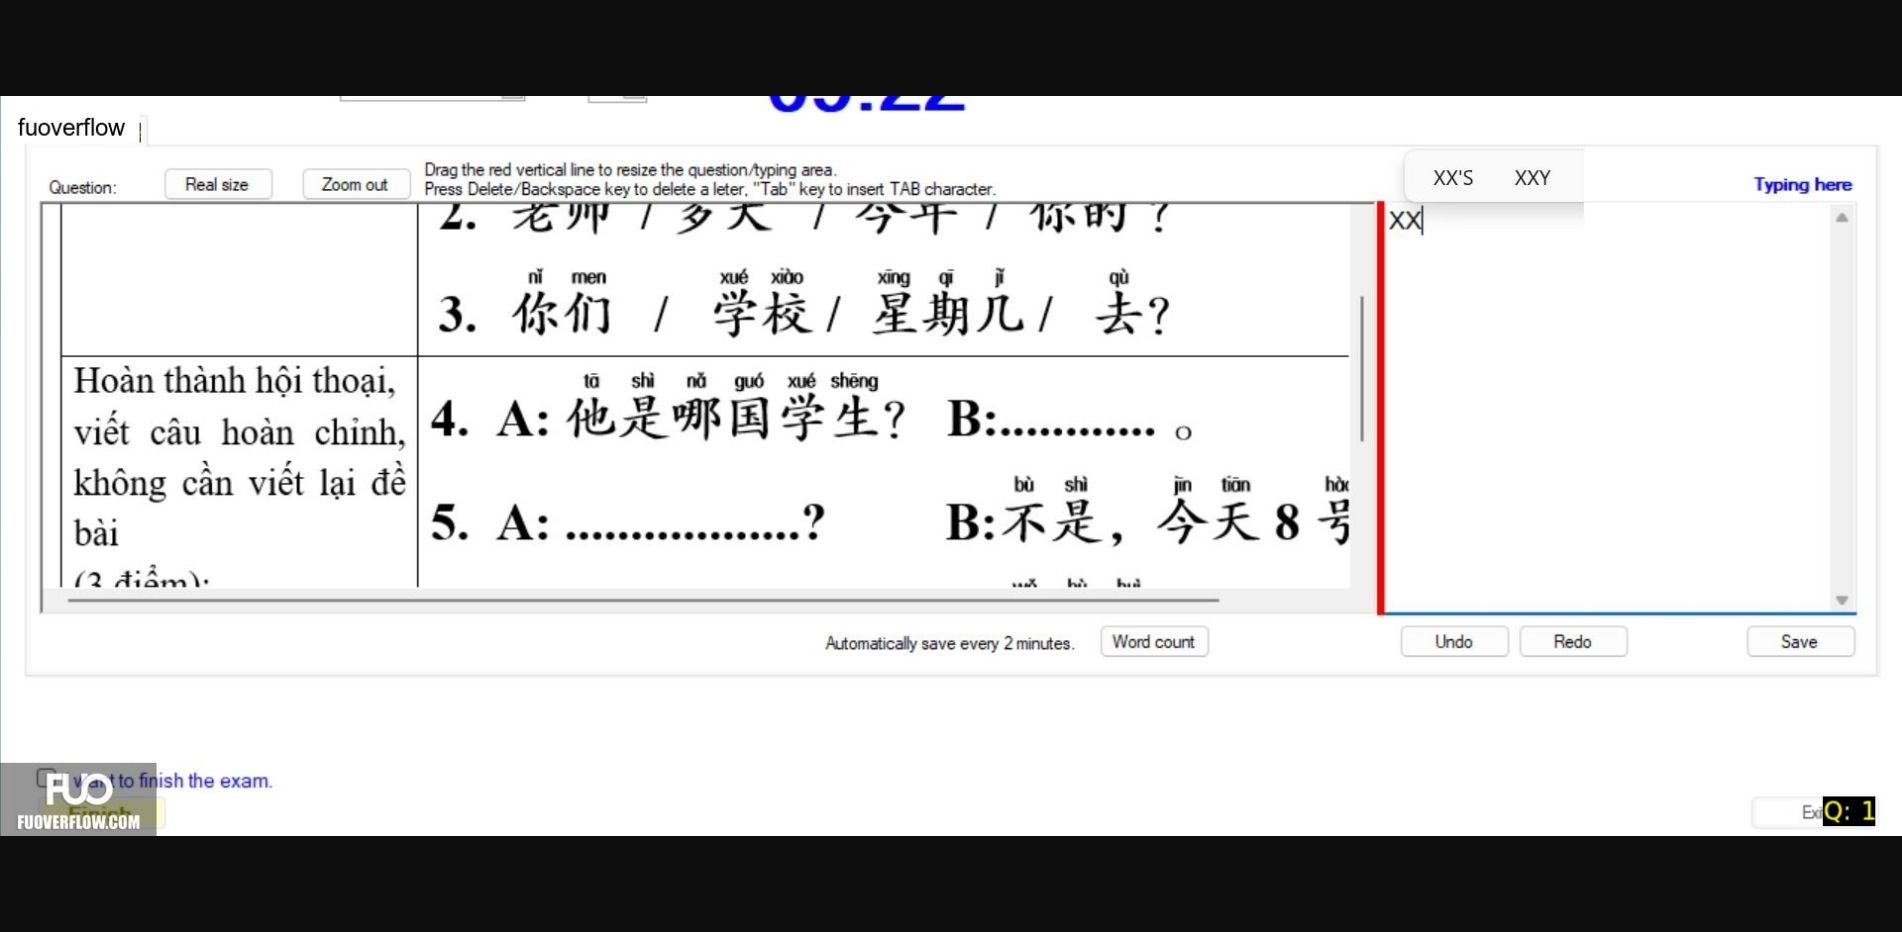 fuoverflow
Question:
Real size
Zoom out
Drag the red vertical line to resize the question/typing area.
Press Delete/Backspace key to delete a leter, "Tab" key to insert TAB character.
XX'S XXY
Typing here
XX
2. 老师 / 多大 / 今年 / 你的?
nǐ men xué xiào xīng qī jǐ qù
3. 你们 / 学校 / 星期几 / 去?
Hoàn thành hội thoại,
viết câu hoàn chỉnh,
không cần viết lại đề
bài
(3 điểm):
tā shì nǎ guó xué shēng
4. A: 他是哪国学生? B:............。
bù shì jīn tiān hào
5. A: ..................? B:不是, 今天 8 号
wǒ bù huì
Automatically save every 2 minutes.
Word count
Undo
Redo
Save
I want to finish the exam.
Finish
FUO
FUOVERFLOW.COM
Exi
Q: 1